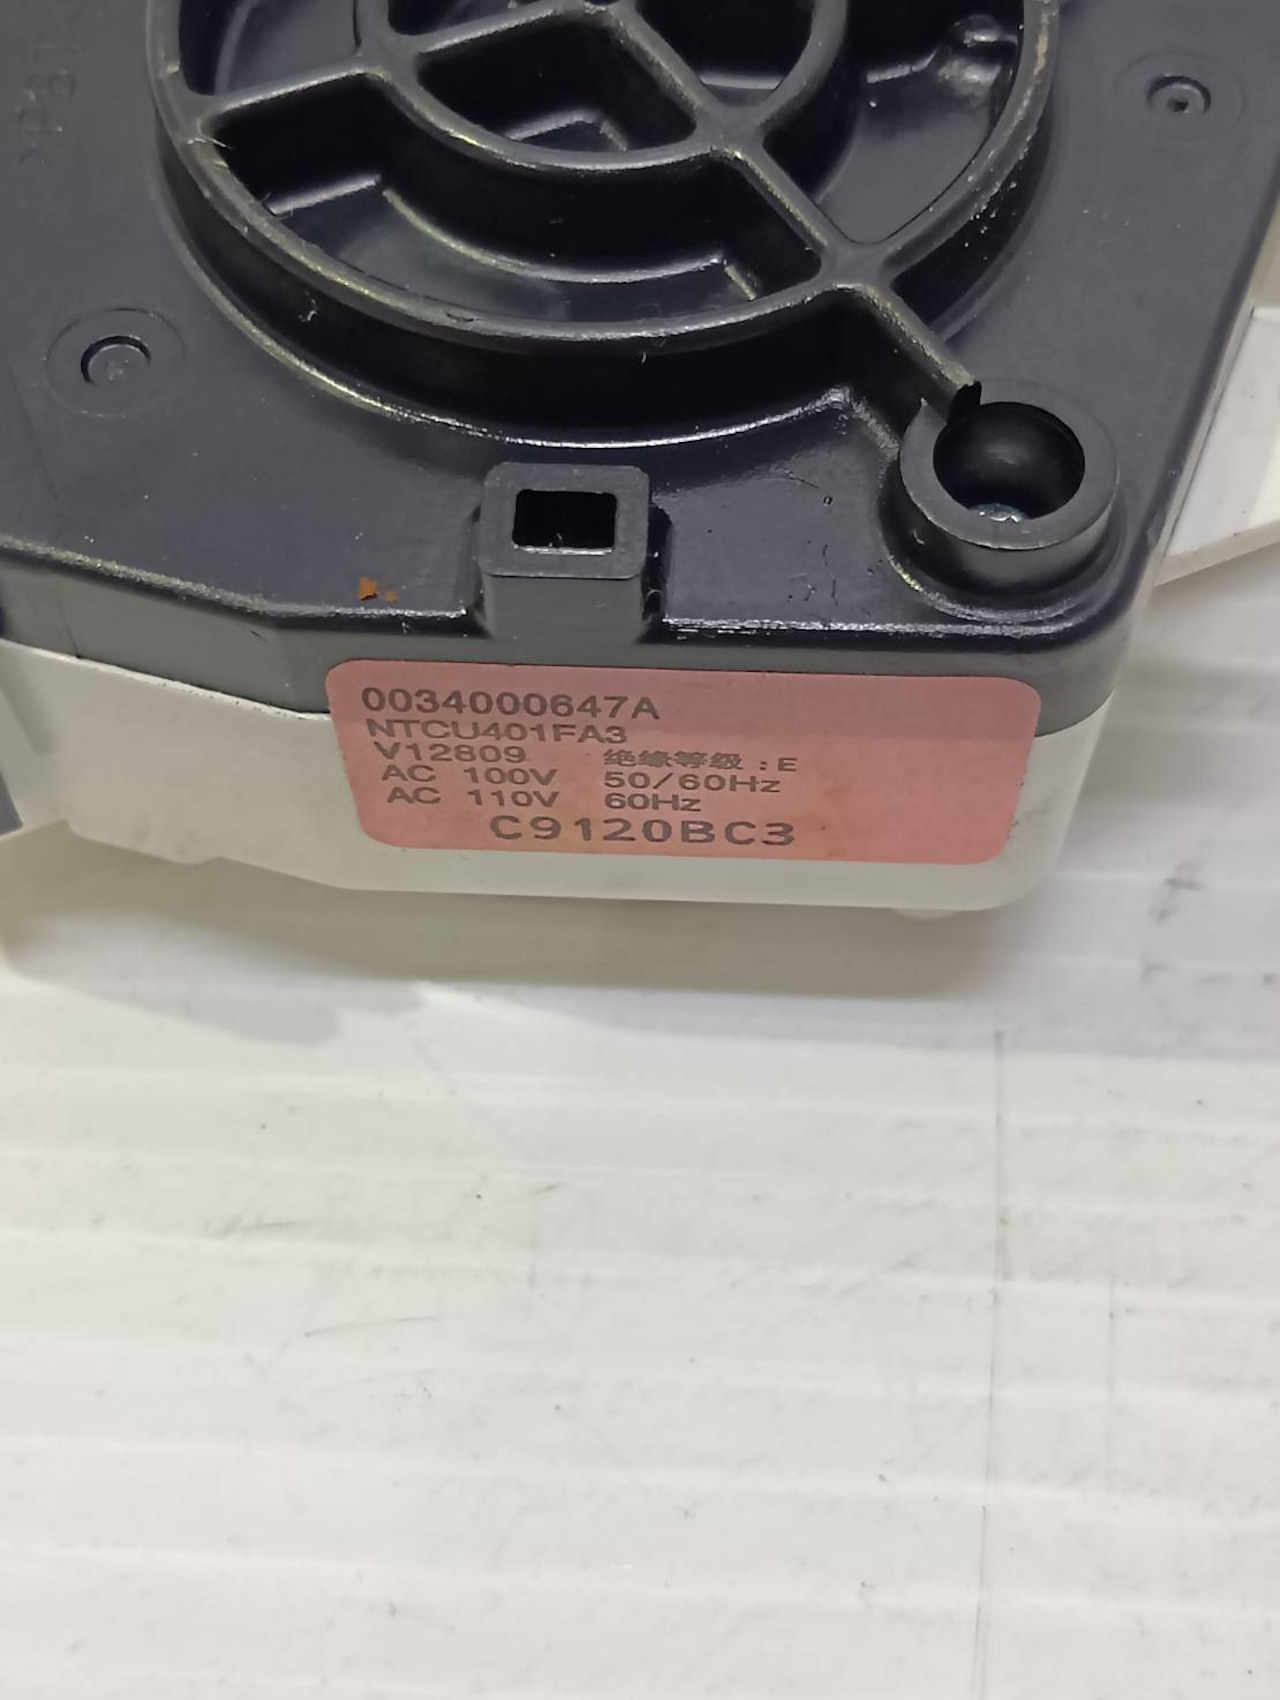 0034000647A
NTCU401FA3
V12809 绝缘等级：E
AC 100V 50/60Hz
AC 110V 60Hz
C9120BC3